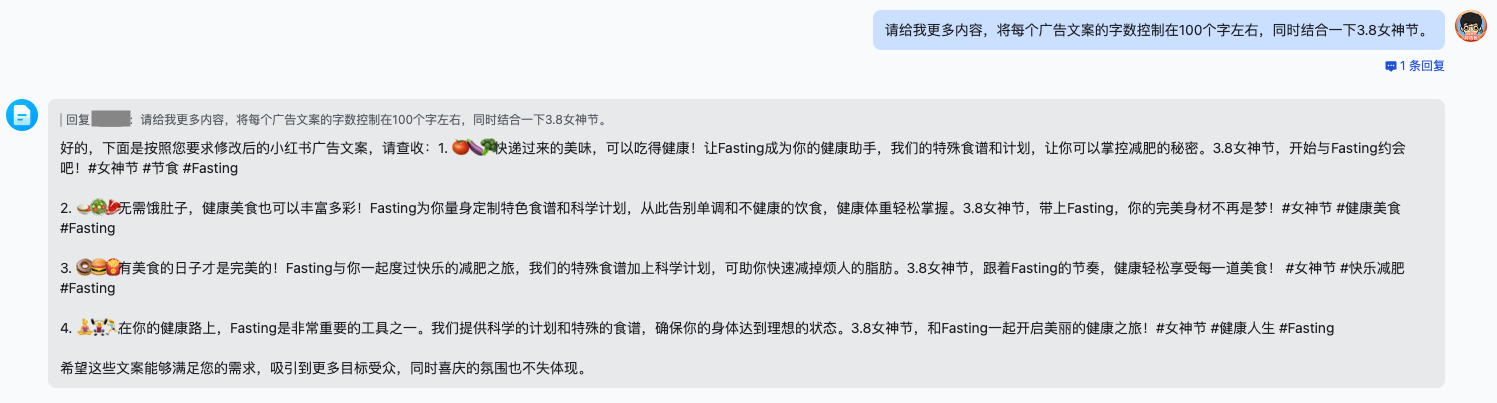 请给我更多内容，将每个广告文案的字数控制在100个字左右，同时结合一下3.8女神节。
1 条回复
回复 ：请给我更多内容，将每个广告文案的字数控制在100个字左右，同时结合一下3.8女神节。
好的，下面是按照您要求修改后的小红书广告文案，请查收：1. 🍅🍆🥦快递过来的美味，可以吃得健康！让Fasting成为你的健康助手，我们的特殊食谱和计划，让你可以掌控减肥的秘密。3.8女神节，开始与Fasting约会
吧！#女神节 #节食 #Fasting
2. 🍚🥗🥓无需饿肚子，健康美食也可以丰富多彩！Fasting为你量身定制特色食谱和科学计划，从此告别单调和不健康的饮食，健康体重轻松掌握。3.8女神节，带上Fasting，你的完美身材不再是梦！#女神节 #健康美食
#Fasting
3. 🍩🍔🍟有美食的日子才是完美的！Fasting与你一起度过快乐的减肥之旅，我们的特殊食谱加上科学计划，可助你快速减掉烦人的脂肪。3.8女神节，跟着Fasting的节奏，健康轻松享受每一道美食！ #女神节 #快乐减肥
#Fasting
4. 🧘‍♀️🏋️‍♀️🤸‍♀️在你的健康路上，Fasting是非常重要的工具之一。我们提供科学的计划和特殊的食谱，确保你的身体达到理想的状态。3.8女神节，和Fasting一起开启美丽的健康之旅！#女神节 #健康人生 #Fasting
希望这些文案能够满足您的需求，吸引到更多目标受众，同时喜庆的氛围也不失体现。